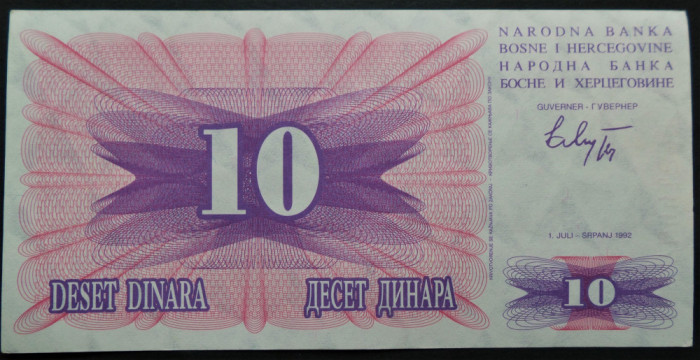 NARODNA BANKA
BOSNE I HERCEGOVINE
НАРОДНА БАНКА
БОСНЕ И ХЕРЦЕГОВИНЕ
GUVERNER - ГУВЕРНЕР
10
1. JULI - SRPANJ 1992
DESET DINARA
ДЕСЕТ ДИНАРА
10